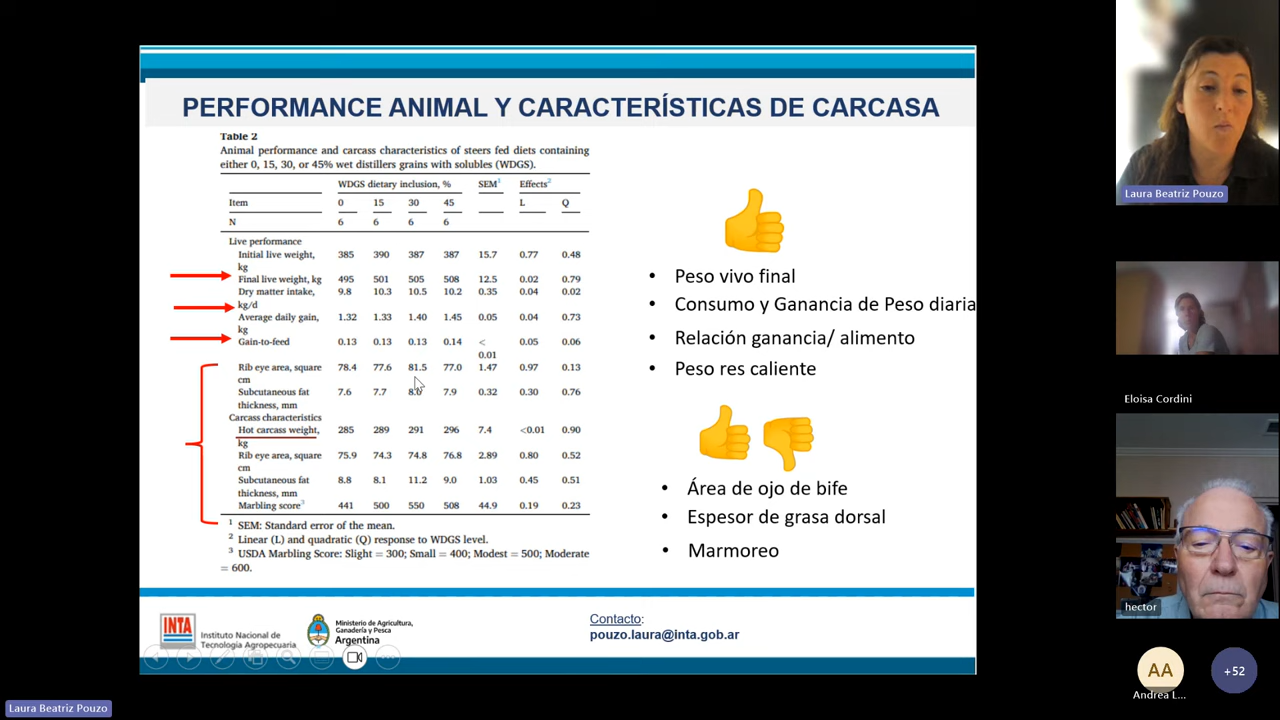 PERFORMANCE ANIMAL Y CARACTERÍSTICAS DE CARCASA
Table 2
Animal performance and carcass characteristics of steers fed diets containing
either 0, 15, 30, or 45% wet distillers grains with solubles (WDGS).
WDGS dietary inclusion, % SEM1 Effects2
Item 0 15 30 45 L Q
N 6 6 6 6
Live performance
Initial live weight, 385 390 387 387 15.7 0.77 0.48
kg
Final live weight, kg 495 501 505 508 12.5 0.02 0.79
Dry matter intake, 9.8 10.3 10.5 10.2 0.35 0.04 0.02
kg/d
Average daily gain, 1.32 1.33 1.40 1.45 0.05 0.04 0.73
kg
Gain-to-feed 0.13 0.13 0.13 0.14 < 0.05 0.06
0.01
Rib eye area, square 78.4 77.6 81.5 77.0 1.47 0.97 0.13
cm
Subcutaneous fat 7.6 7.7 8.0 7.9 0.32 0.30 0.76
thickness, mm
Carcass characteristics
Hot carcass weight, 285 289 291 296 7.4 <0.01 0.90
kg
Rib eye area, square 75.9 74.3 74.8 76.8 2.89 0.80 0.52
cm
Subcutaneous fat 8.8 8.1 11.2 9.0 1.03 0.45 0.51
thickness, mm
Marbling score3 441 500 550 508 44.9 0.19 0.23
1 SEM: Standard error of the mean.
2 Linear (L) and quadratic (Q) response to WDGS level.
3 USDA Marbling Score: Slight = 300; Small = 400; Modest = 500; Moderate
= 600.
• Peso vivo final
• Consumo y Ganancia de Peso diaria
• Relación ganancia/ alimento
• Peso res caliente
• Área de ojo de bife
• Espesor de grasa dorsal
• Marmoreo
INTA
Instituto Nacional de
Tecnología Agropecuaria
Ministerio de Agricultura,
Ganadería y Pesca
Argentina
Contacto:
pouzo.laura@inta.gob.ar
Laura Beatriz Pouzo
Eloisa Cordini
hector
AA
Andrea L...
+52
Laura Beatriz Pouzo